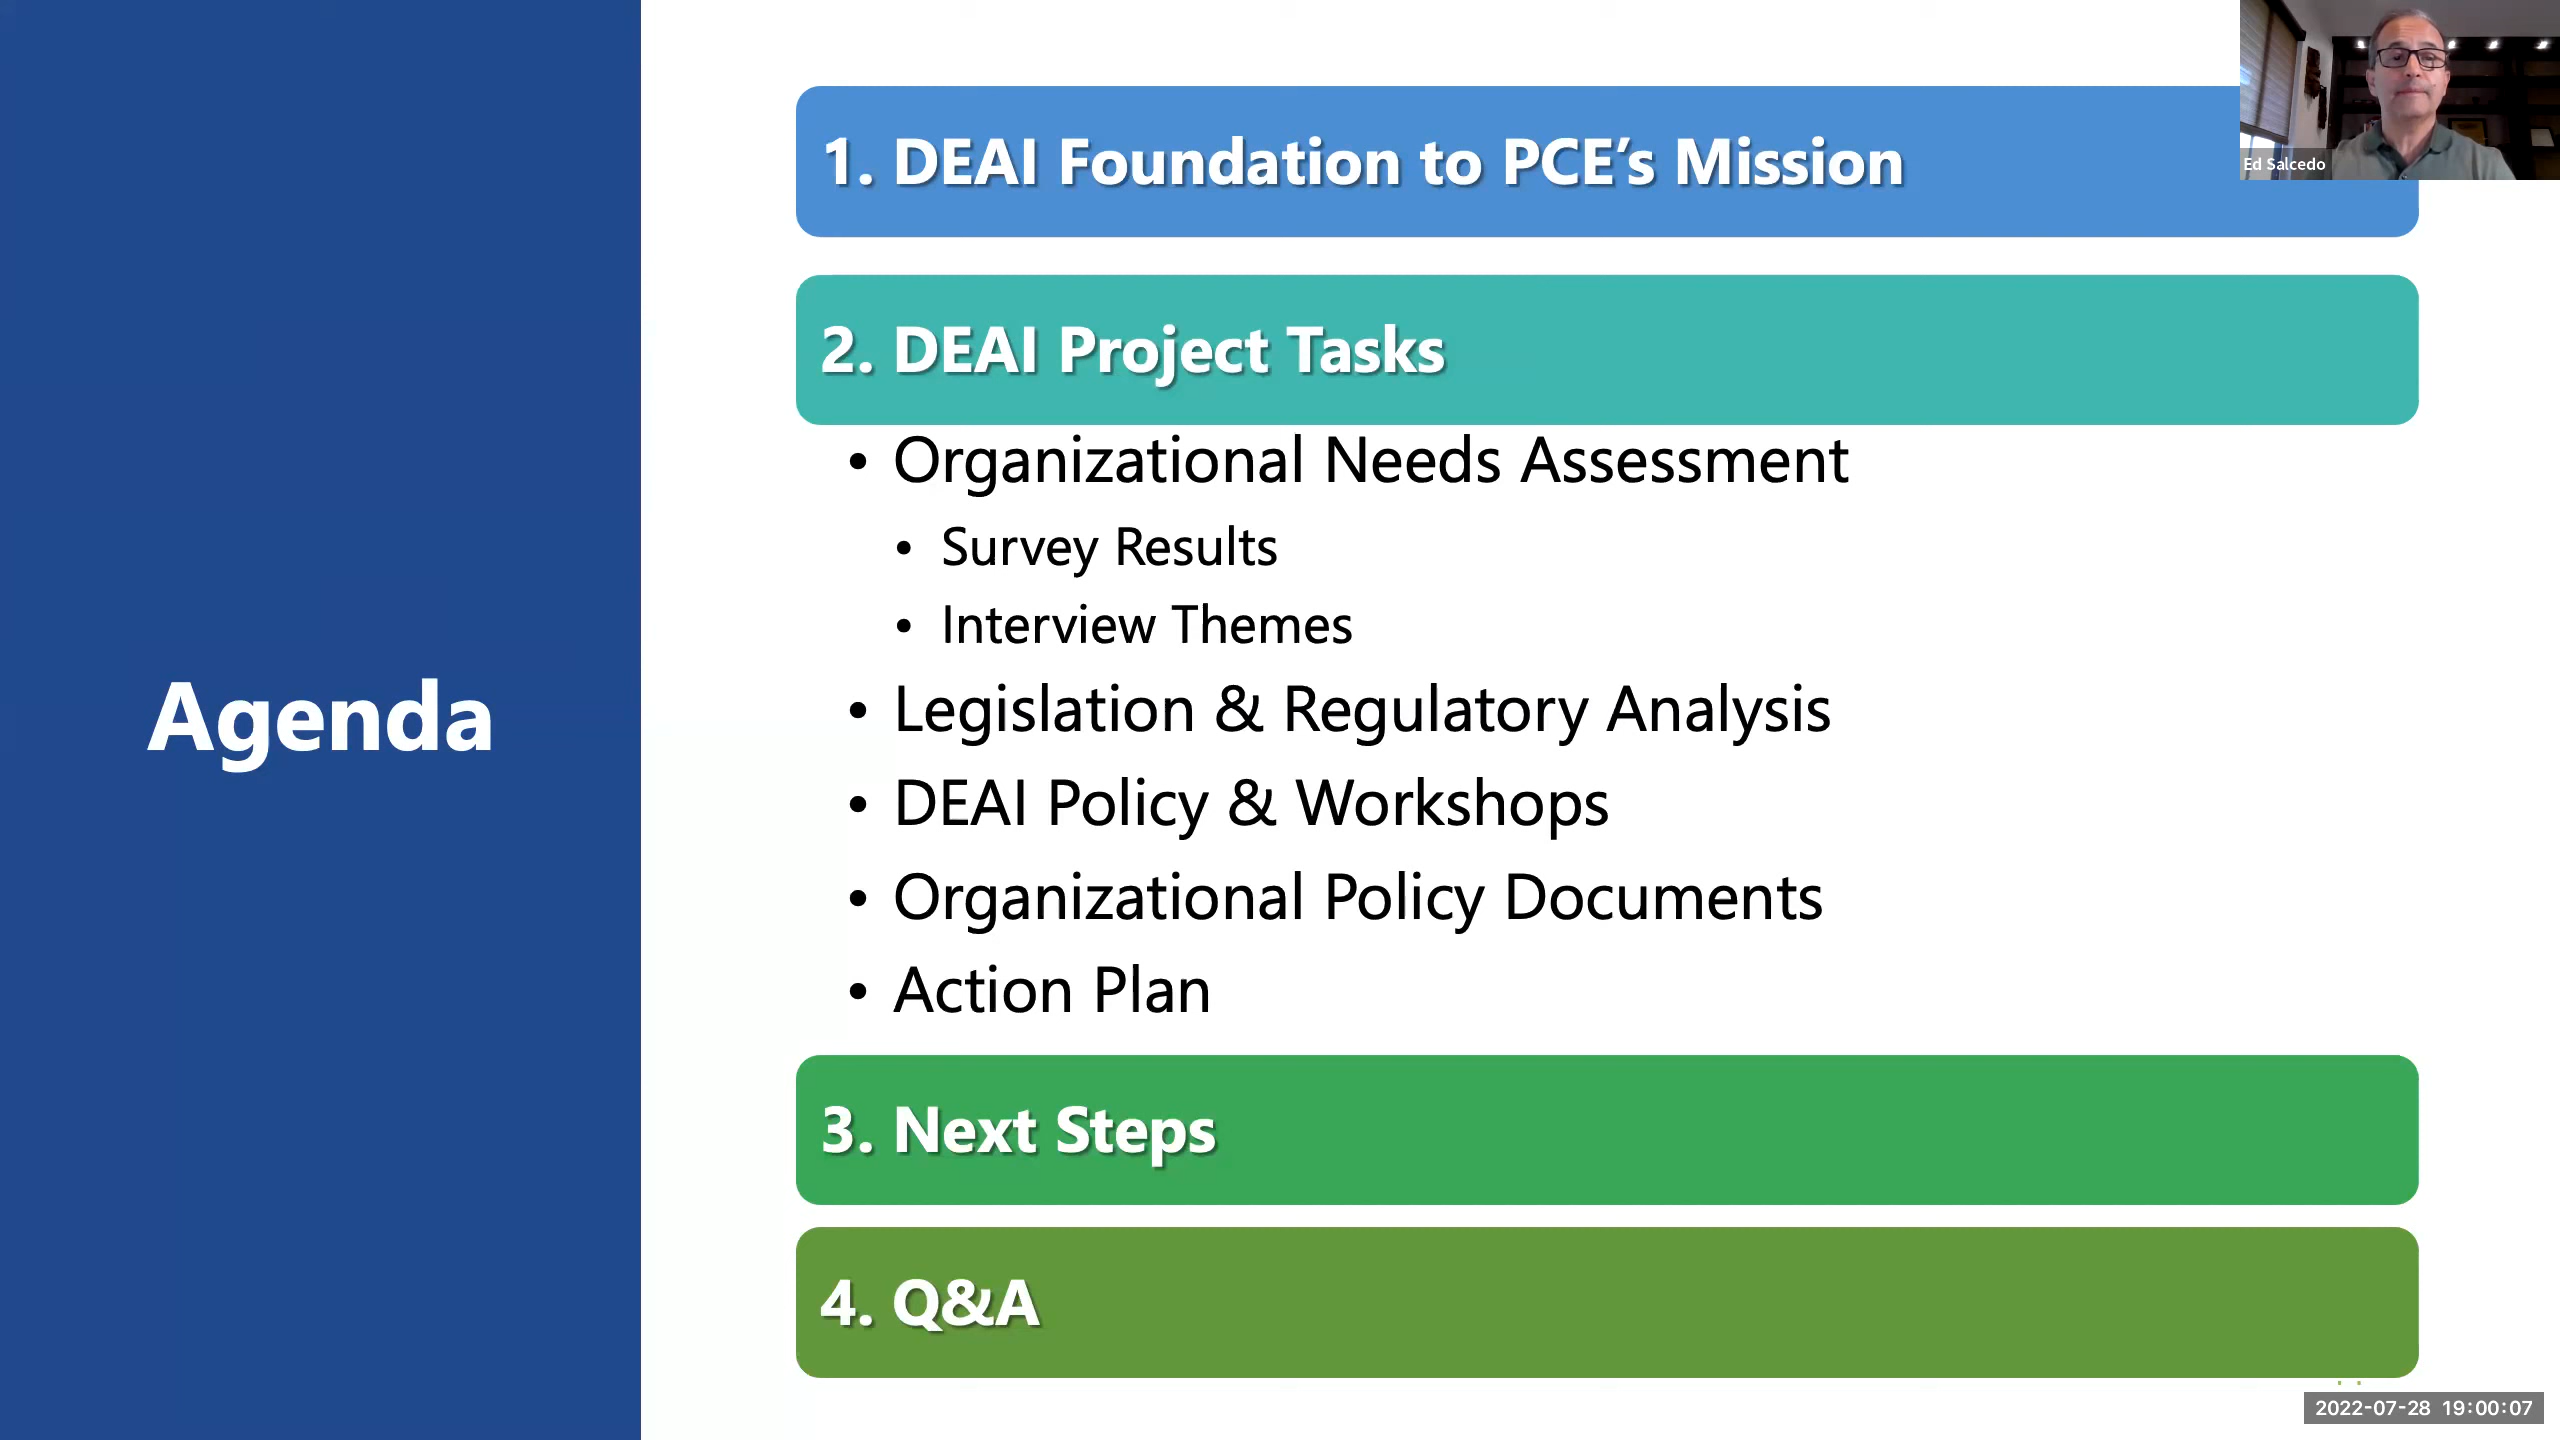 Agenda
1. DEAI Foundation to PCE’s Mission
Ed Salcedo
2. DEAI Project Tasks
• Organizational Needs Assessment
• Survey Results
• Interview Themes
• Legislation & Regulatory Analysis
• DEAI Policy & Workshops
• Organizational Policy Documents
• Action Plan
3. Next Steps
4. Q&A
2022-07-28 19:00:07